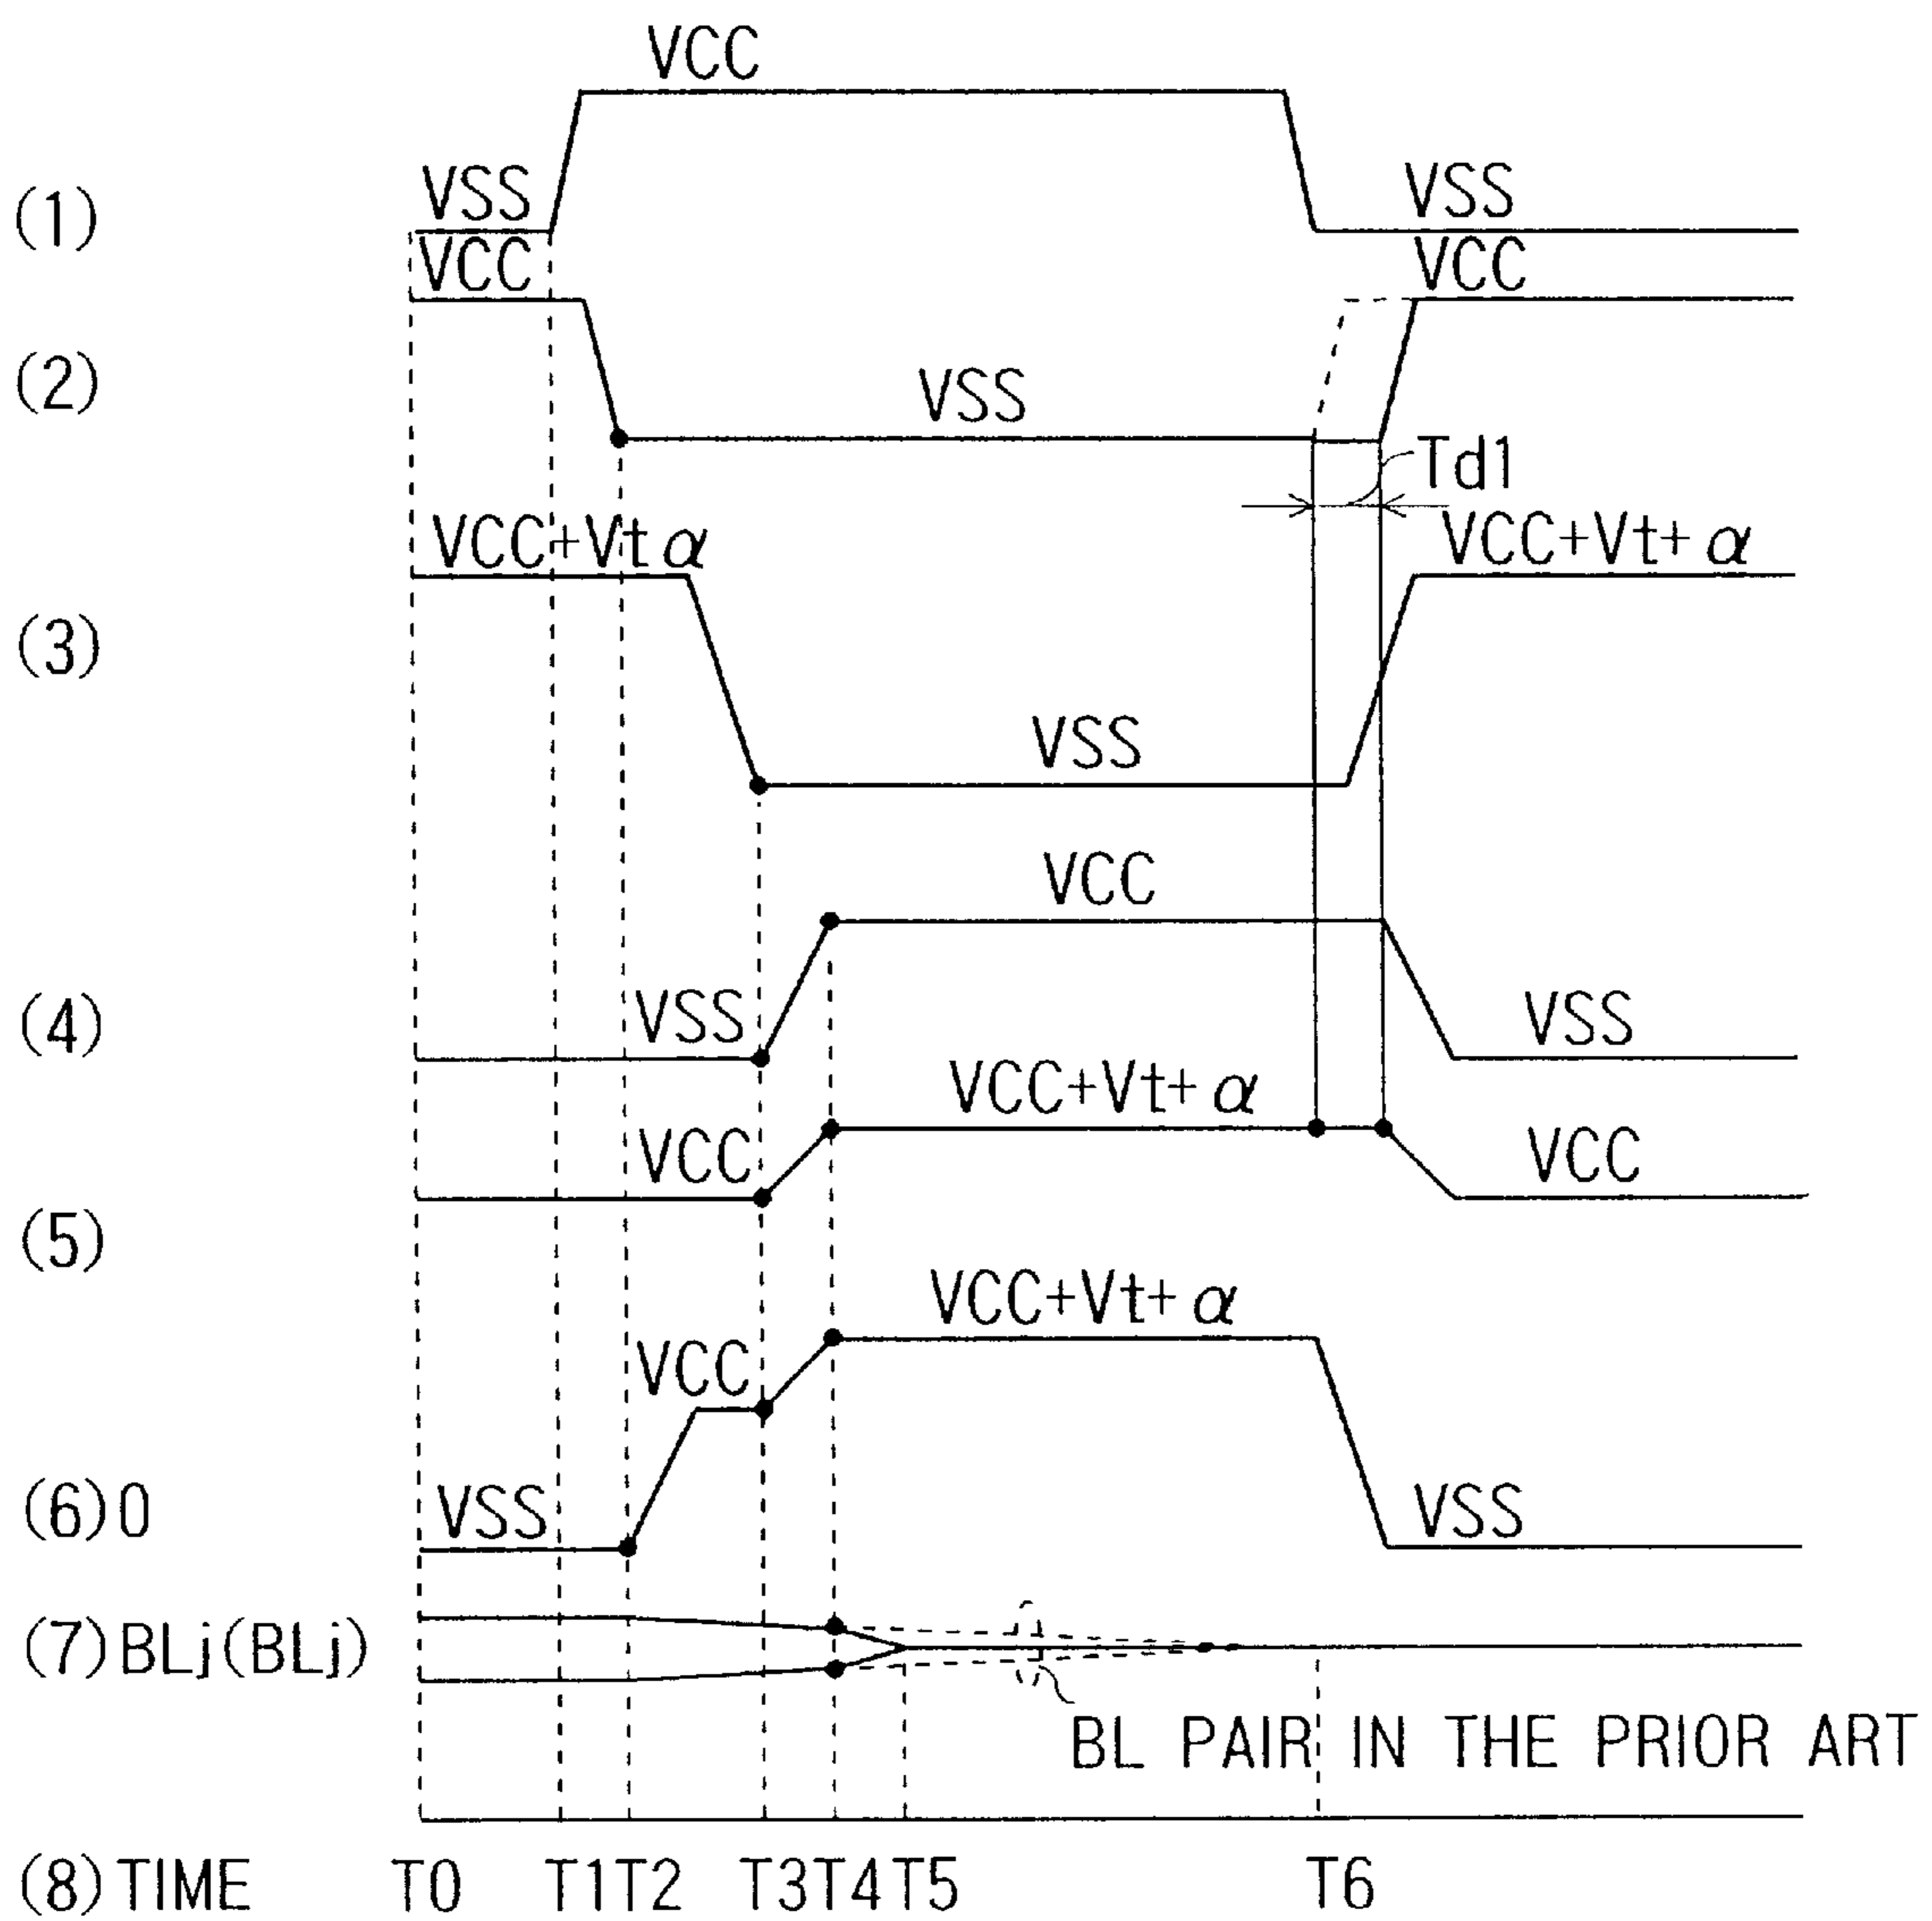 VCC
(1) VSS VSS
VCC VCC
(2) VSS
Td1
VCC+Vt α VCC+Vt+ α
(3)
VSS
VCC
(4) VSS VSS
VCC+Vt+ α
VCC VCC
(5)
VCC+Vt+ α
VCC
(6) 0 VSS VSS
(7) BLj(BLj)
BL PAIR IN THE PRIOR ART
(8) TIME T0 T1 T2 T3 T4 T5 T6